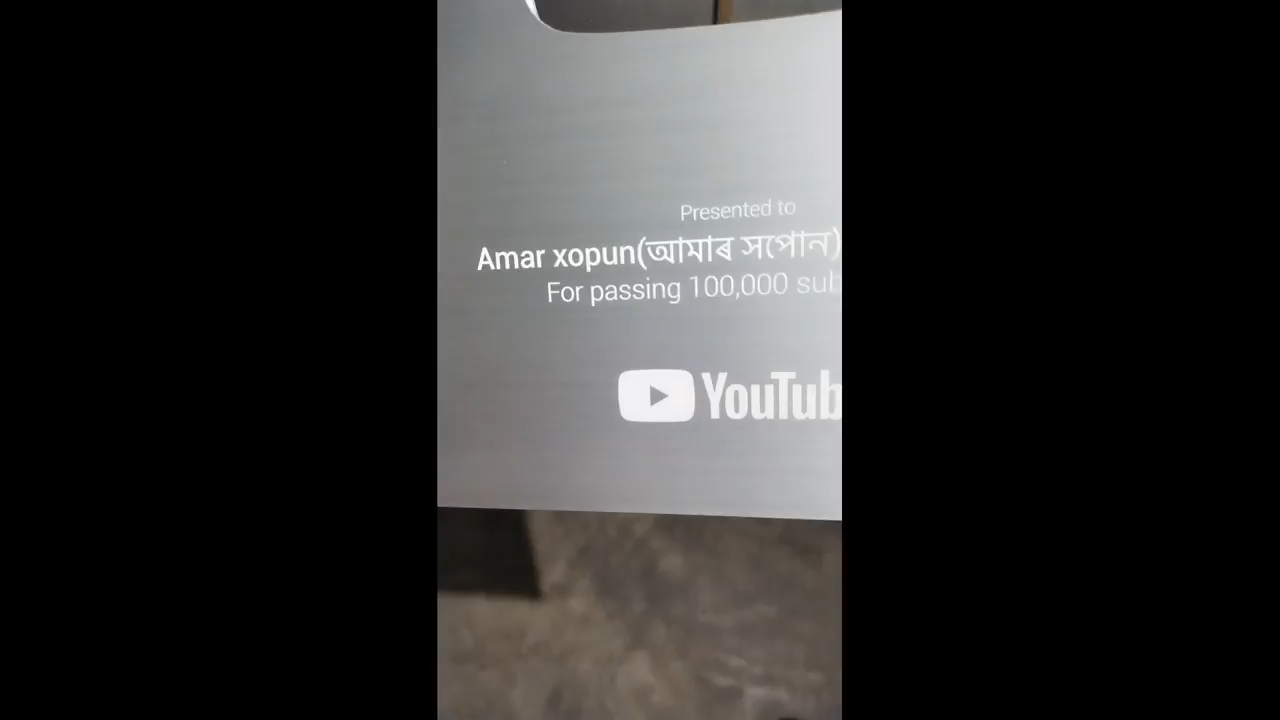 Presented to
Amar xopun(আমাৰ সপোন)
For passing 100,000
YouTub